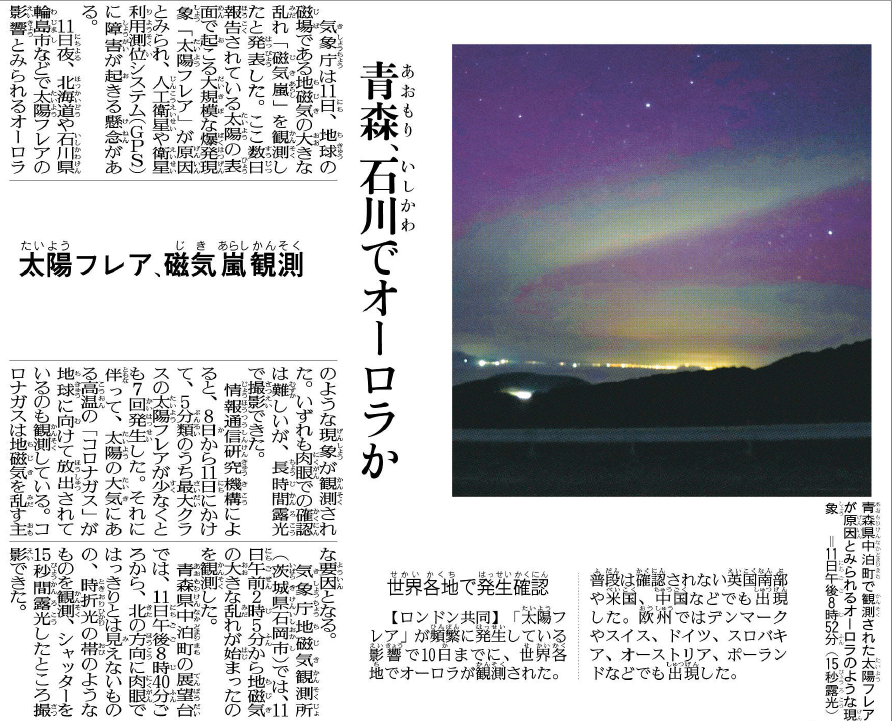 青森、石川でオーロラか
太陽フレア、磁気嵐観測
気象庁は11日、地球の
磁場である地磁気の大きな
乱れ「磁気嵐」を観測し
たと発表した。ここ数日
報告されている太陽の表
面で起こる大規模な爆発現
象「太陽フレア」が原因
とみられ、人工衛星や衛星
利用測位システム(GPS)
に障害が起きる懸念があ
る。
11日夜、北海道や石川県
輪島市などで太陽フレアの
影響とみられるオーロラ
のような現象が観測され
た。いずれも肉眼での確認
は難しいが、長時間露光
で撮影できた。
情報通信研究機構によ
ると、8日から11日にかけ
て、5分類のうち最大クラ
スの太陽フレアが少なくと
も7回発生した。それに
伴って、太陽の大気にあ
る高温の「コロナガス」が
地球に向けて放出されて
いるのも観測している。コ
ロナガスは地磁気を乱す主
な要因となる。
気象庁地磁気観測所
(茨城県石岡市)では、11
日午前2時5分から地磁気
の大きな乱れが始まったの
を観測した。
青森県中泊町の展望台
では、11日午後8時40分ご
ろから、北の方向に肉眼で
はっきりとは見えないもの
の、時折光の帯のような
ものを観測、シャッターを
15秒間露光したところ撮
影できた。
青森県中泊町で観測された太陽フレア
が原因とみられるオーロラのような現
象 =11日午後8時52分(15秒露光)
世界各地で発生確認
【ロンドン共同】「太陽フ
レア」が頻繁に発生している
影響で10日までに、世界各
地でオーロラが観測された。
普段は確認されない英国南部
や米国、中国などでも出現
した。欧州ではデンマーク
やスイス、ドイツ、スロバキ
ア、オーストリア、ポーラン
ドなどでも出現した。